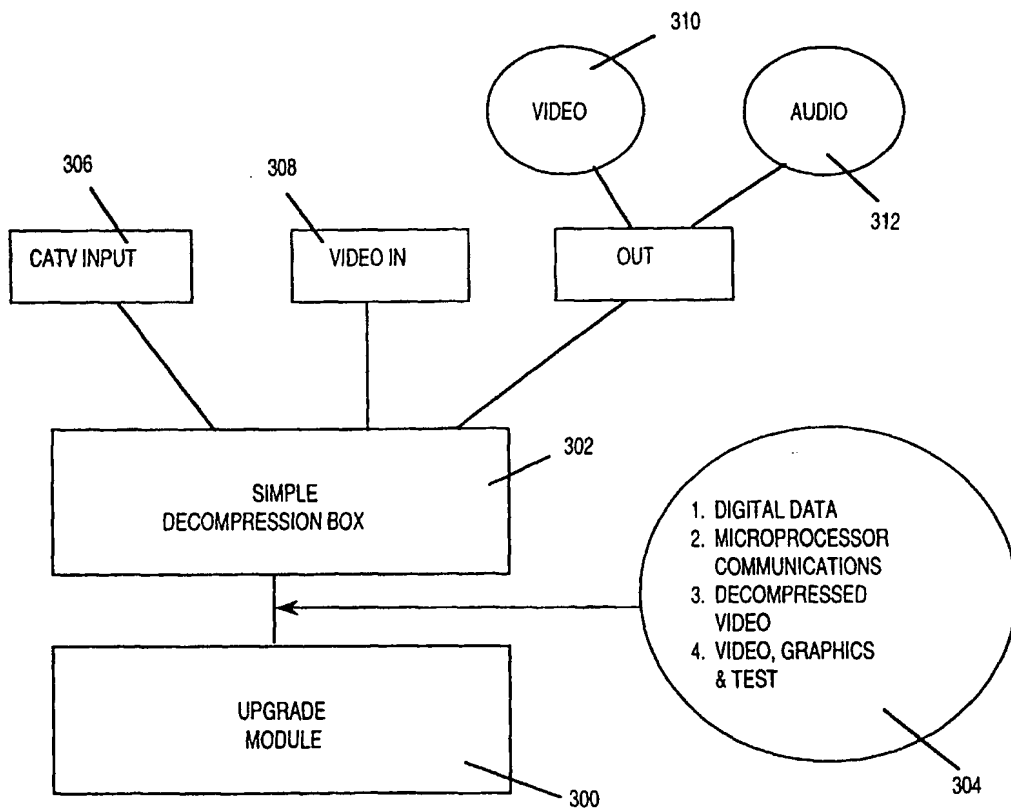 310
VIDEO
AUDIO
306
308
312
CATV INPUT
VIDEO IN
OUT
302
SIMPLE
DECOMPRESSION BOX
1. DIGITAL DATA
2. MICROPROCESSOR
COMMUNICATIONS
3. DECOMPRESSED
VIDEO
4. VIDEO, GRAPHICS
& TEST
UPGRADE
MODULE
304
300